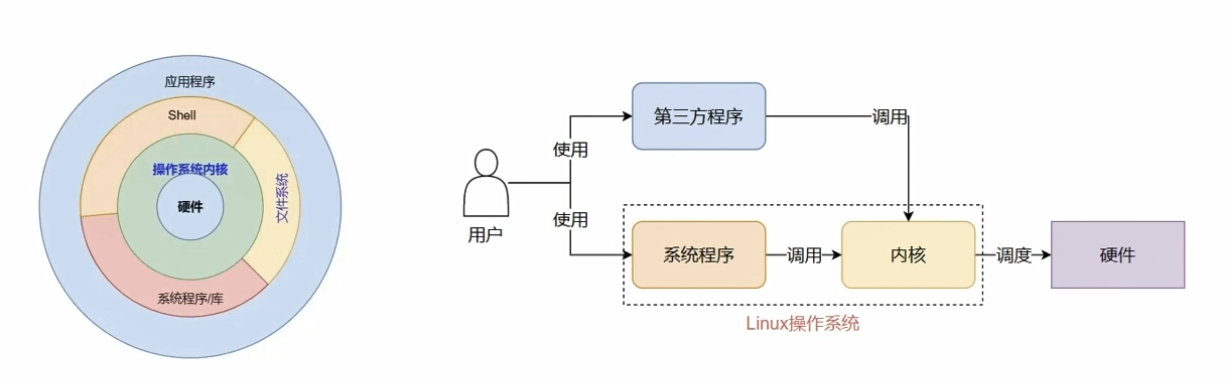 应用程序
Shell
操作系统内核
硬件
文件系统
系统程序/库
用户
使用
使用
第三方程序
调用
系统程序
调用
内核
调度
硬件
Linux操作系统